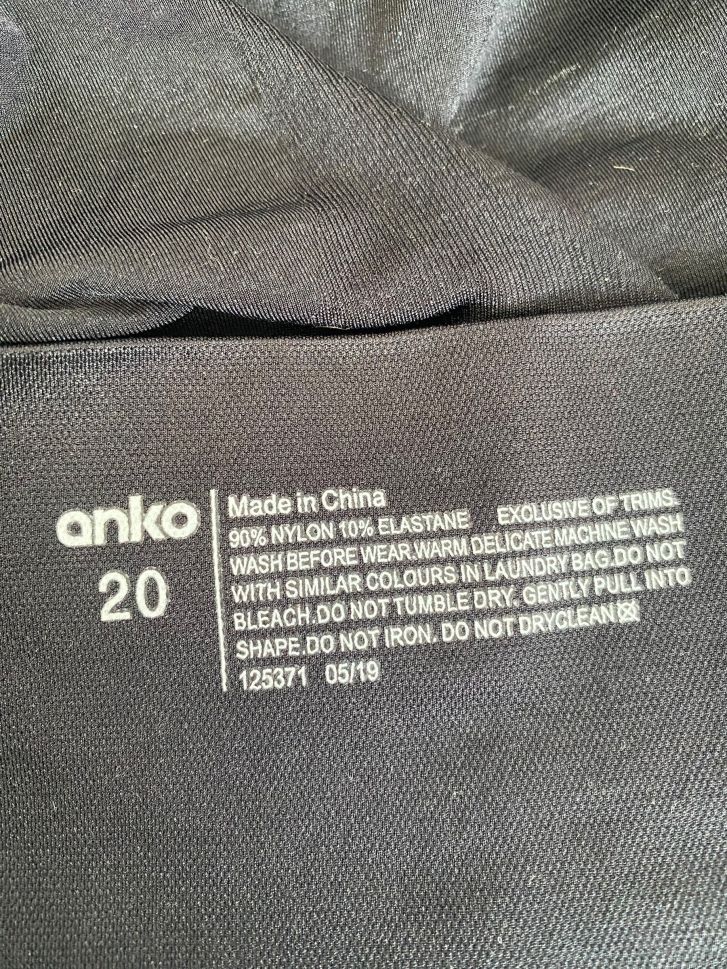 anko
20
Made in China
90% NYLON 10% ELASTANE EXCLUSIVE OF TRIMS.
WASH BEFORE WEAR.WARM DELICATE MACHINE WASH
WITH SIMILAR COLOURS IN LAUNDRY BAG.DO NOT
BLEACH.DO NOT TUMBLE DRY. GENTLY PULL INTO
SHAPE.DO NOT IRON. DO NOT DRYCLEAN
125371 05/19